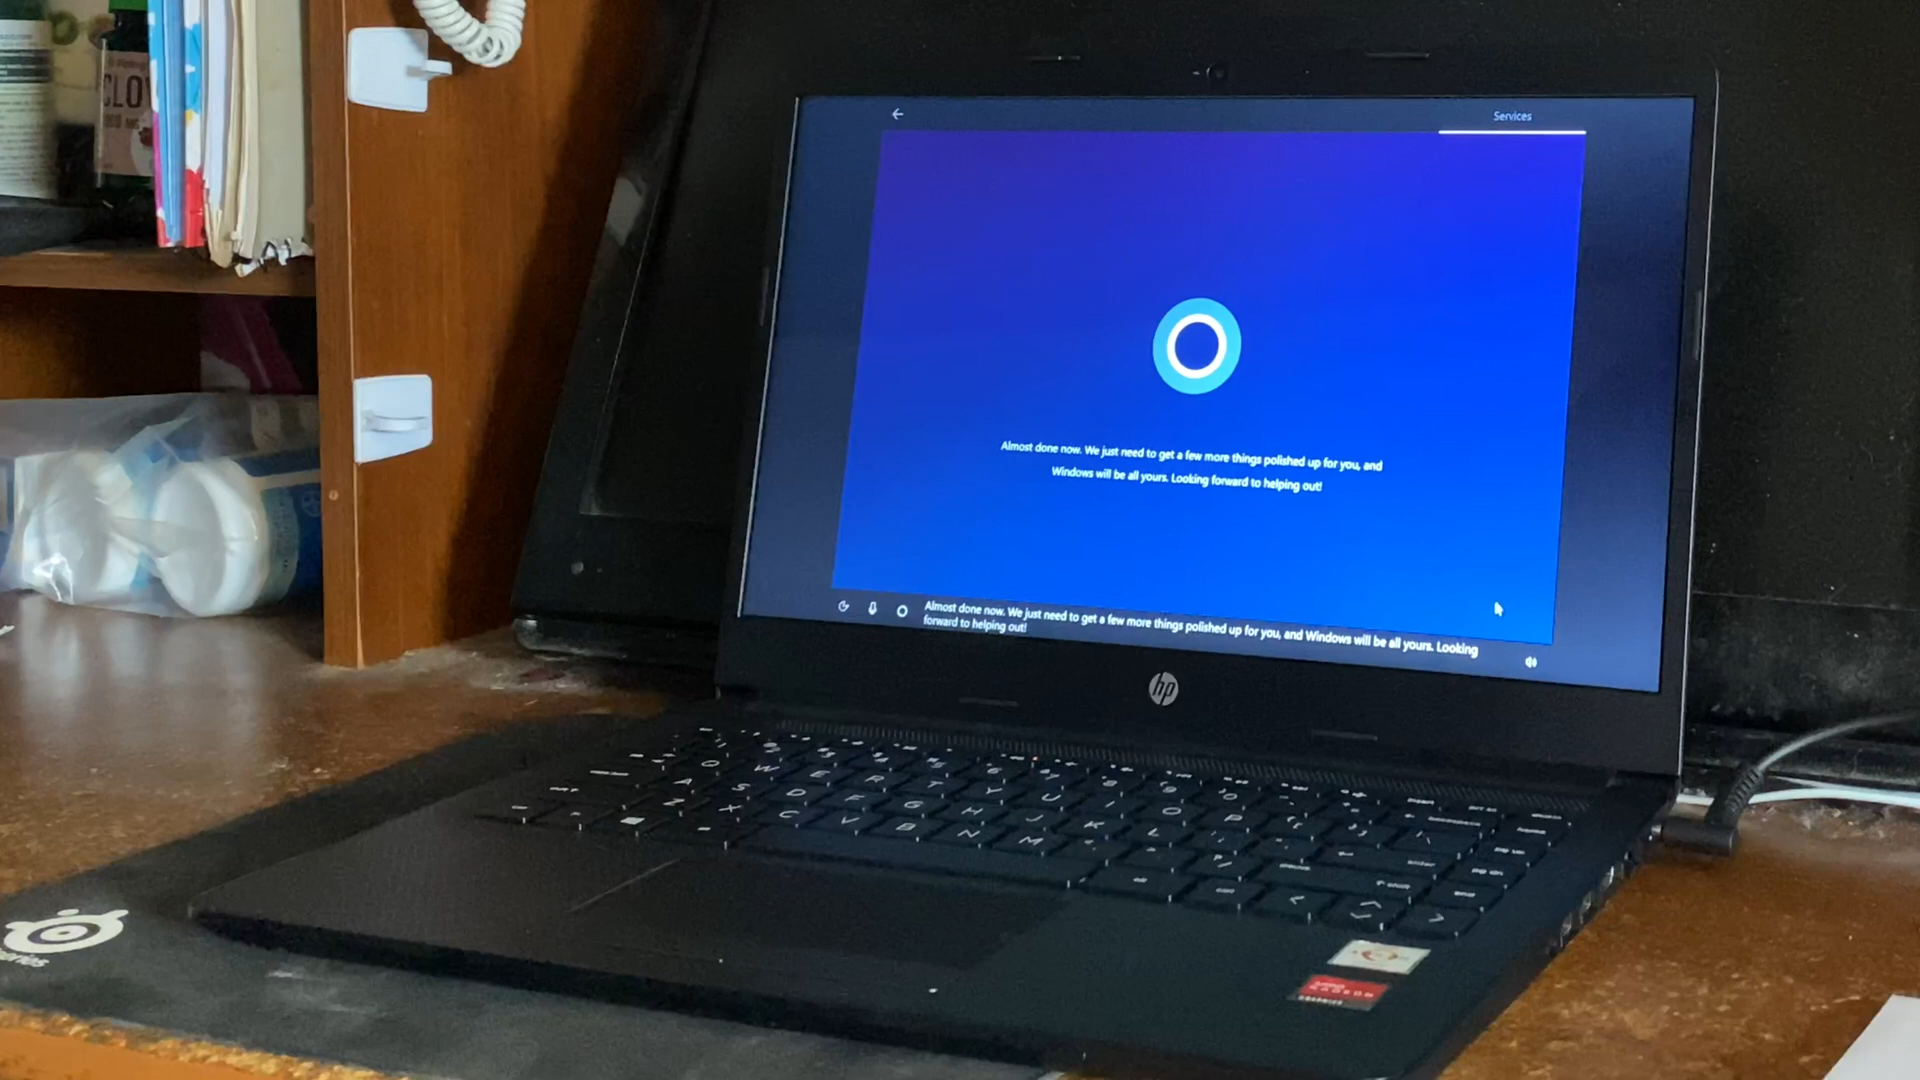 Services
Almost done now. We just need to get a few more things polished up for you, and
Windows will be all yours. Looking forward to helping out!
Almost done now. We just need to get a few more things polished up for you, and Windows will be all yours. Looking
forward to helping out!
hp
Q W E R T Y U I O P
A S D F G H J K L
Z X C V B N M
RADEON
GRAPHICS